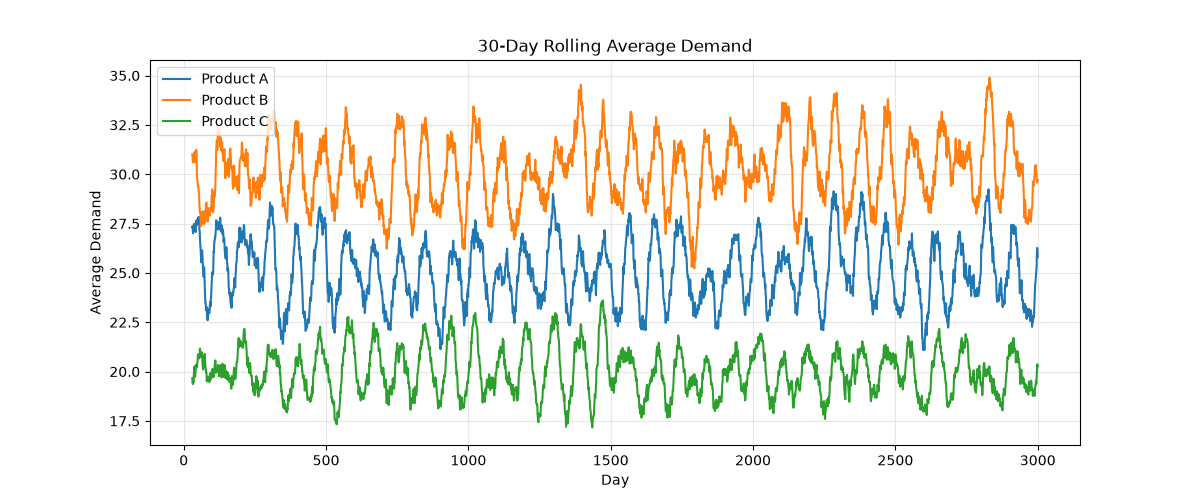 30-Day Rolling Average Demand
Product A
Product B
Product C
Average Demand
35.0
32.5
30.0
27.5
25.0
22.5
20.0
17.5
0 500 1000 1500 2000 2500 3000
Day